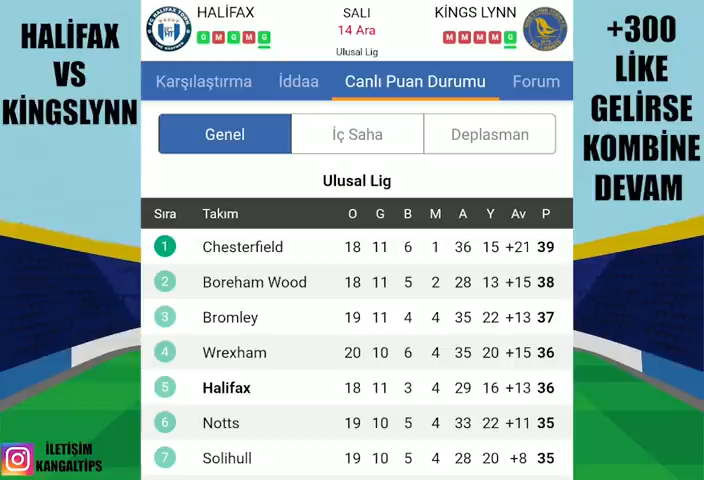 HALİFAX
VS
KİNGSLYNN
HALİFAX
G M G M G
SALI
14 Ara
Ulusal Lig
KİNGS LYNN
M M M M G
+300
LİKE
GELİRSE
KOMBİNE
DEVAM
Karşılaştırma İddaa Canlı Puan Durumu Forum
Genel İç Saha Deplasman
Ulusal Lig
Sıra Takım O G B M A Y Av P
1 Chesterfield 18 11 6 1 36 15 +21 39
2 Boreham Wood 18 11 5 2 28 13 +15 38
3 Bromley 19 11 4 4 35 22 +13 37
4 Wrexham 20 10 6 4 35 20 +15 36
5 Halifax 18 11 3 4 29 16 +13 36
6 Notts 19 10 5 4 33 22 +11 35
7 Solihull 19 10 5 4 28 20 +8 35
İLETİŞİM
KANGALTİPS